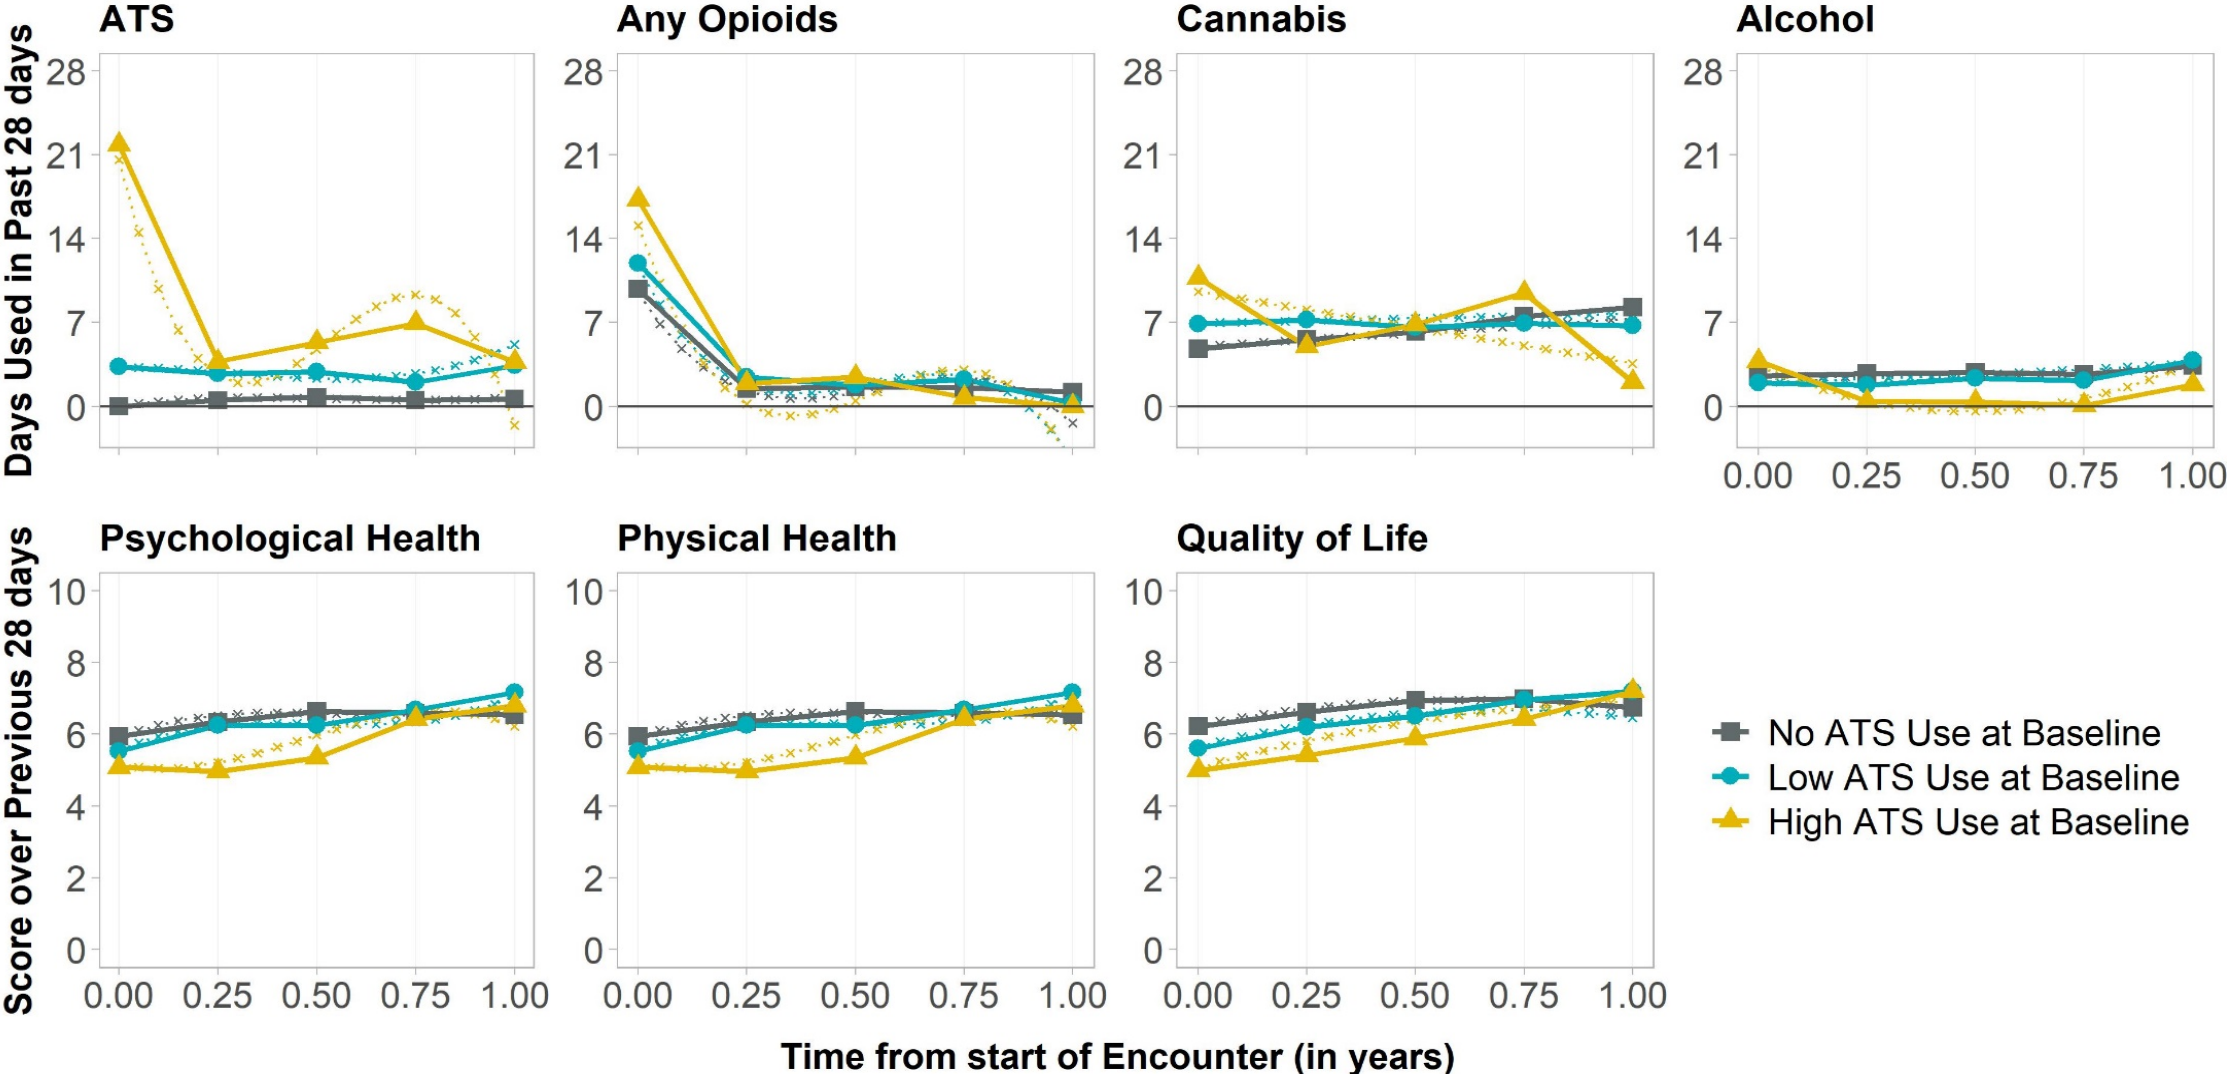 ATS
Any Opioids
Cannabis
Alcohol
Days Used in Past 28 days
28
21
14
7
0
28
21
14
7
0
28
21
14
7
0
28
21
14
7
0
0.00 0.25 0.50 0.75 1.00
Psychological Health
Physical Health
Quality of Life
Score over Previous 28 days
10
8
6
4
2
0
10
8
6
4
2
0
10
8
6
4
2
0
0.00 0.25 0.50 0.75 1.00
0.00 0.25 0.50 0.75 1.00
0.00 0.25 0.50 0.75 1.00
No ATS Use at Baseline
Low ATS Use at Baseline
High ATS Use at Baseline
Time from start of Encounter (in years)